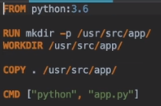 FROM python:3.6
RUN mkdir -p /usr/src/app/
WORKDIR /usr/src/app/
COPY . /usr/src/app/
CMD ["python", "app.py"]